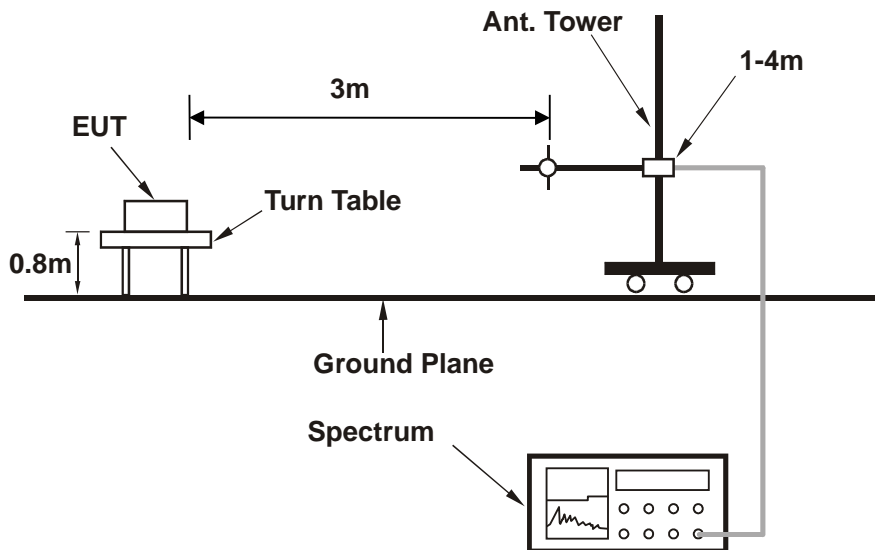 Ant. Tower
1-4m
3m
EUT
Turn Table
0.8m
Ground Plane
Spectrum